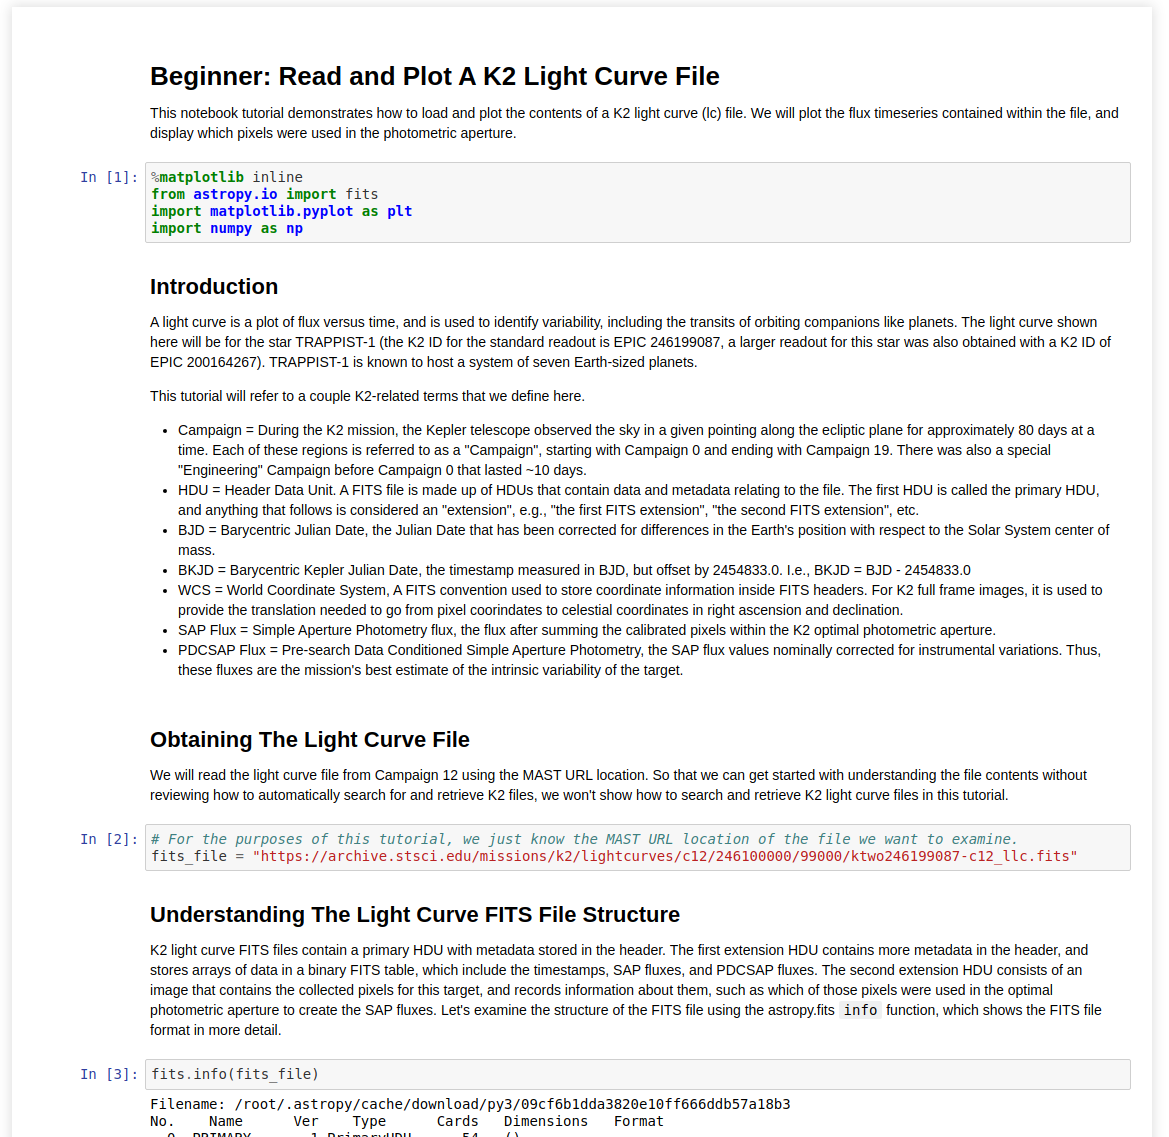 Beginner: Read and Plot A K2 Light Curve File
This notebook tutorial demonstrates how to load and plot the contents of a K2 light curve (lc) file. We will plot the flux timeseries contained within the file, and
display which pixels were used in the photometric aperture.
In [1]: %matplotlib inline
from astropy.io import fits
import matplotlib.pyplot as plt
import numpy as np
Introduction
A light curve is a plot of flux versus time, and is used to identify variability, including the transits of orbiting companions like planets. The light curve shown
here will be for the star TRAPPIST-1 (the K2 ID for the standard readout is EPIC 246199087, a larger readout for this star was also obtained with a K2 ID of
EPIC 200164267). TRAPPIST-1 is known to host a system of seven Earth-sized planets.
This tutorial will refer to a couple K2-related terms that we define here.
• Campaign = During the K2 mission, the Kepler telescope observed the sky in a given pointing along the ecliptic plane for approximately 80 days at a
time. Each of these regions is referred to as a "Campaign", starting with Campaign 0 and ending with Campaign 19. There was also a special
"Engineering" Campaign before Campaign 0 that lasted ~10 days.
• HDU = Header Data Unit. A FITS file is made up of HDUs that contain data and metadata relating to the file. The first HDU is called the primary HDU,
and anything that follows is considered an "extension", e.g., "the first FITS extension", "the second FITS extension", etc.
• BJD = Barycentric Julian Date, the Julian Date that has been corrected for differences in the Earth's position with respect to the Solar System center of
mass.
• BKJD = Barycentric Kepler Julian Date, the timestamp measured in BJD, but offset by 2454833.0. I.e., BKJD = BJD - 2454833.0
• WCS = World Coordinate System, A FITS convention used to store coordinate information inside FITS headers. For K2 full frame images, it is used to
provide the translation needed to go from pixel coorindates to celestial coordinates in right ascension and declination.
• SAP Flux = Simple Aperture Photometry flux, the flux after summing the calibrated pixels within the K2 optimal photometric aperture.
• PDCSAP Flux = Pre-search Data Conditioned Simple Aperture Photometry, the SAP flux values nominally corrected for instrumental variations. Thus,
these fluxes are the mission's best estimate of the intrinsic variability of the target.
Obtaining The Light Curve File
We will read the light curve file from Campaign 12 using the MAST URL location. So that we can get started with understanding the file contents without
reviewing how to automatically search for and retrieve K2 files, we won't show how to search and retrieve K2 light curve files in this tutorial.
In [2]: # For the purposes of this tutorial, we just know the MAST URL location of the file we want to examine.
fits_file = "https://archive.stsci.edu/missions/k2/lightcurves/c12/246100000/99000/ktwo246199087-c12_llc.fits"
Understanding The Light Curve FITS File Structure
K2 light curve FITS files contain a primary HDU with metadata stored in the header. The first extension HDU contains more metadata in the header, and
stores arrays of data in a binary FITS table, which include the timestamps, SAP fluxes, and PDCSAP fluxes. The second extension HDU consists of an
image that contains the collected pixels for this target, and records information about them, such as which of those pixels were used in the optimal
photometric aperture to create the SAP fluxes. Let's examine the structure of the FITS file using the astropy.fits info function, which shows the FITS file
format in more detail.
In [3]: fits.info(fits_file)
Filename: /root/.astropy/cache/download/py3/09cf6b1dda3820e10ff666ddb57a18b3
No. Name Ver Type Cards Dimensions Format
0 PRIMARY 1 PrimaryHDU 54 ()